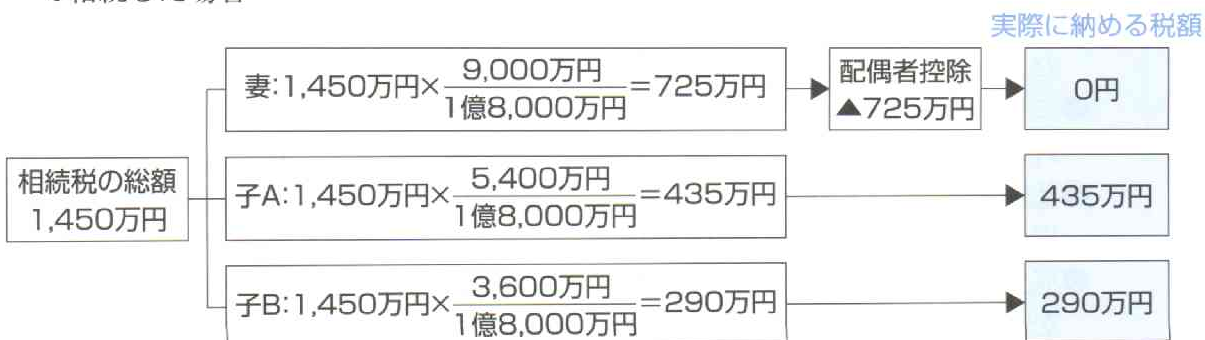 実際に納める税額
妻:1,450万円×9,000万円/1億8,000万円=725万円
配偶者控除
▲725万円
0円
相続税の総額
1,450万円
子A:1,450万円×5,400万円/1億8,000万円=435万円
435万円
子B:1,450万円×3,600万円/1億8,000万円=290万円
290万円